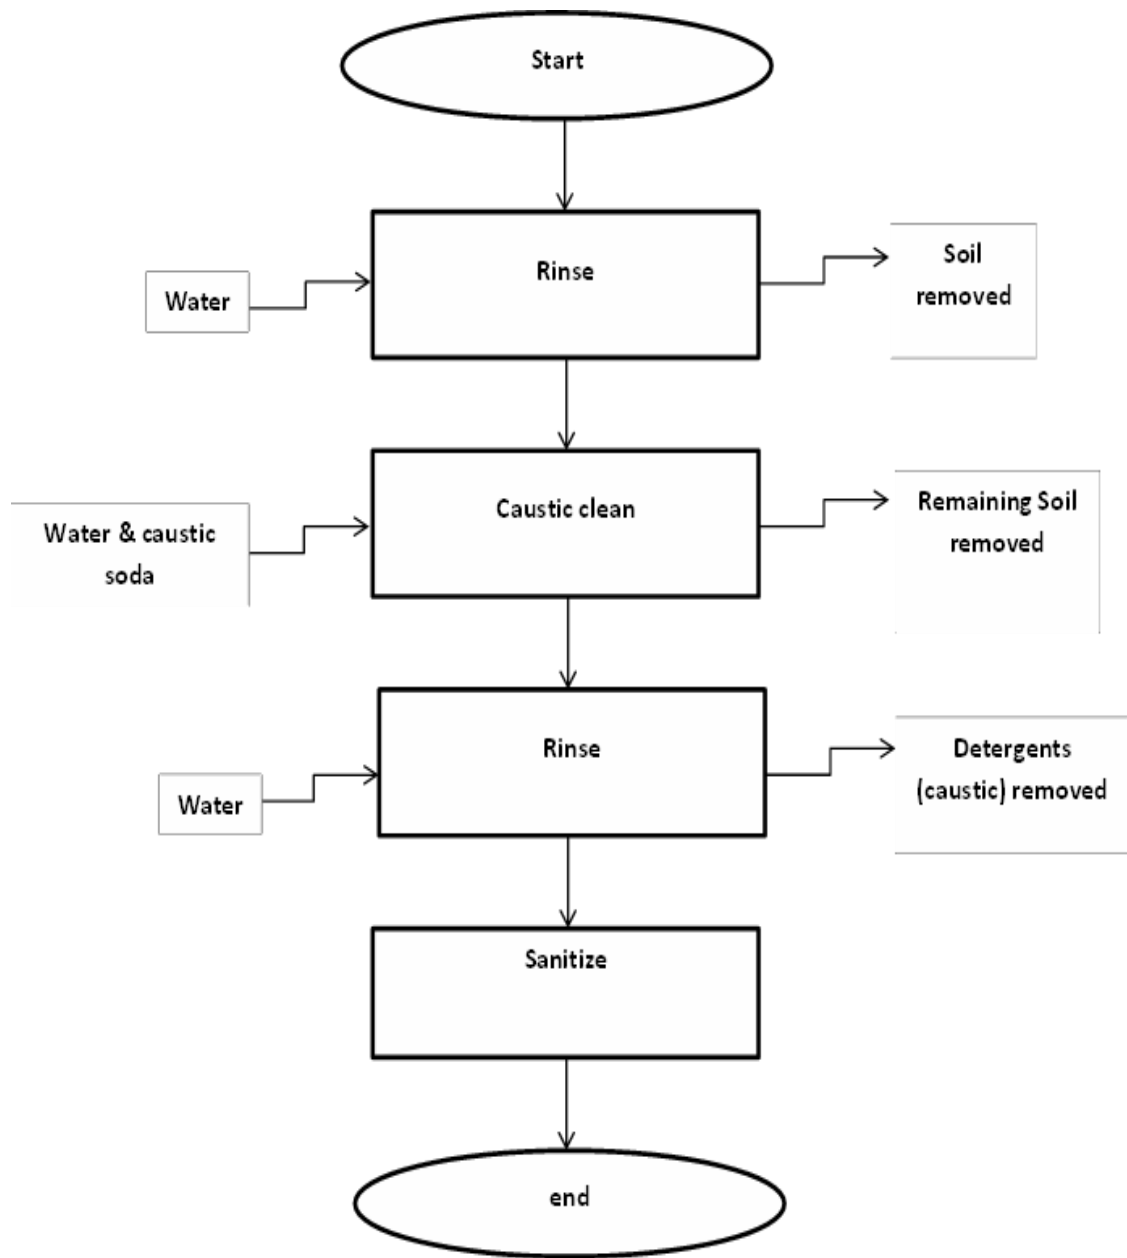 Start
Rinse
Water
Soil
removed
Caustic clean
Water & caustic
soda
Remaining Soil
removed
Rinse
Water
Detergents
(caustic) removed
Sanitize
end